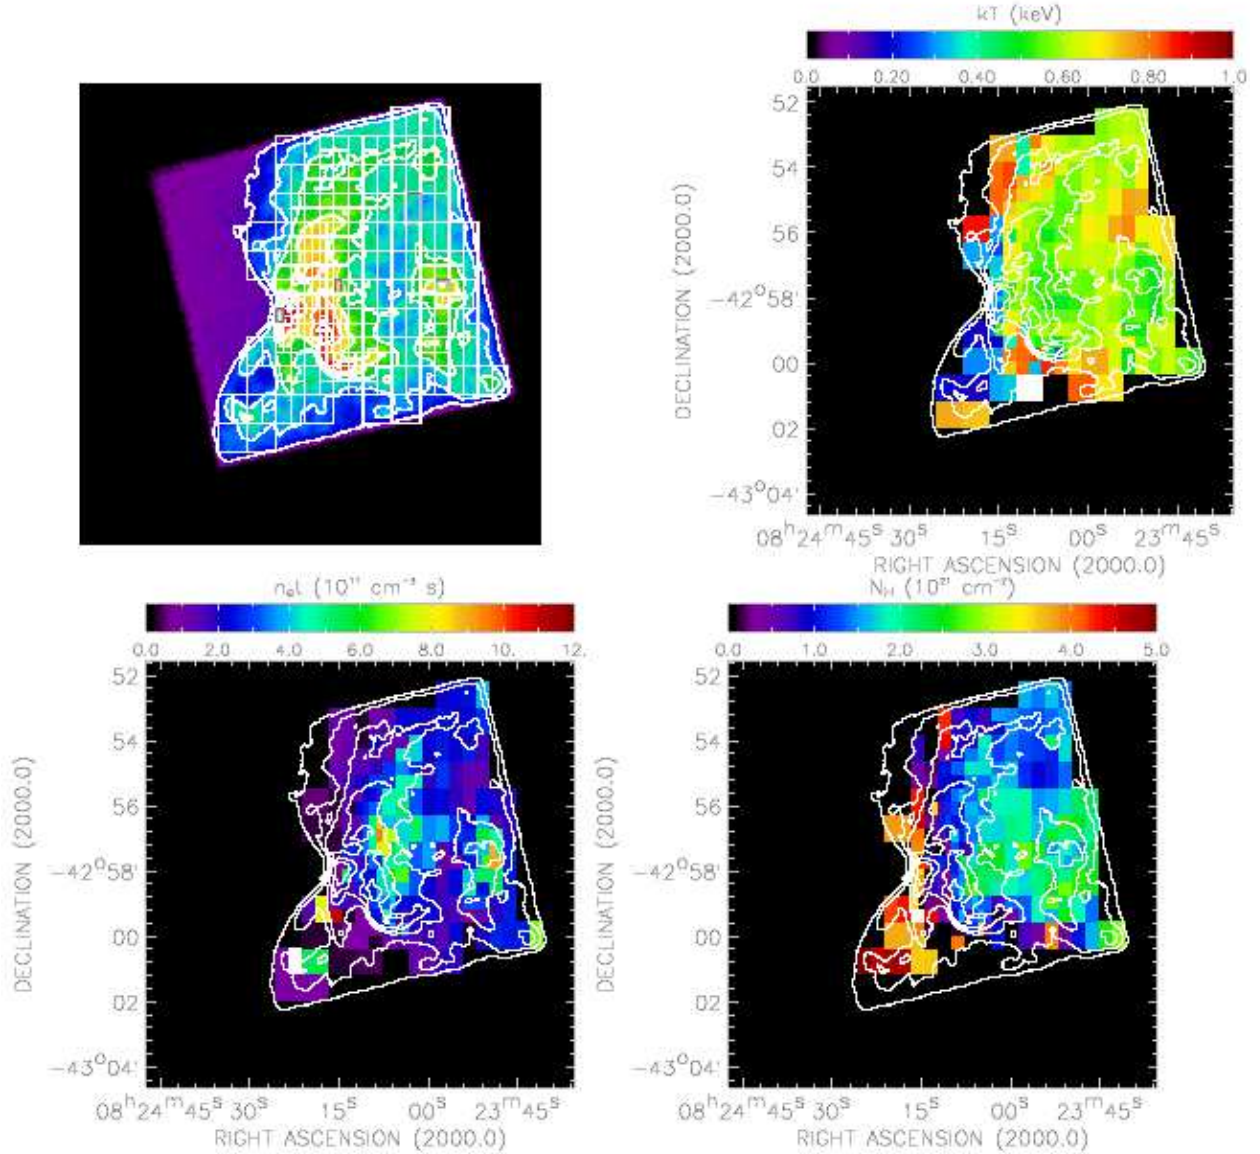 kT (keV)
0.0 0.20 0.40 0.60 0.80 1.0
52
54
56
−42°58'
00
02
−43°04'
DECLINATION (2000.0)
08h24m45s 30s 15s 00s 23m45s
RIGHT ASCENSION (2000.0)
net (10¹¹ cm⁻³ s)
0.0 2.0 4.0 6.0 8.0 10. 12.
52
54
56
−42°58'
00
02
−43°04'
DECLINATION (2000.0)
08h24m45s 30s 15s 00s 23m45s
RIGHT ASCENSION (2000.0)
NH (10²¹ cm⁻²)
0.0 1.0 2.0 3.0 4.0 5.0
52
54
56
−42°58'
00
02
−43°04'
DECLINATION (2000.0)
08h24m45s 30s 15s 00s 23m45s
RIGHT ASCENSION (2000.0)